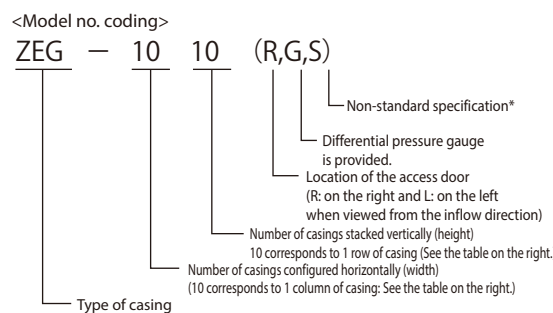 <Model no. coding>
ZEG — 10 10 (R,G,S)
Non-standard specification*
Differential pressure gauge
is provided.
Location of the access door
(R: on the right and L: on the left
when viewed from the inflow direction)
Number of casings stacked vertically (height)
10 corresponds to 1 row of casing (See the table on the right.
Number of casings configured horizontally (width)
(10 corresponds to 1 column of casing: See the table on the right.)
Type of casing